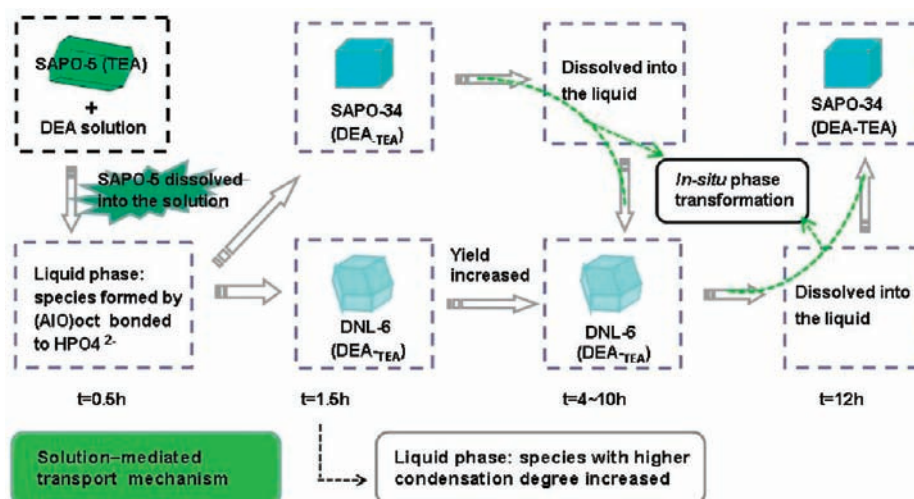 SAPO-5 (TEA)
+
DEA solution
SAPO-5 dissolved
into the solution
Liquid phase:
species formed by
(AlO)oct bonded
to HPO4 2-
t=0.5h
SAPO-34
(DEA-TEA)
DNL-6
(DEA-TEA)
t=1.5h
Yield
increased
Dissolved into
the liquid
DNL-6
(DEA-TEA)
t=4~10h
In-situ phase
transformation
SAPO-34
(DEA-TEA)
Dissolved into
the liquid
t=12h
Solution–mediated
transport mechanism
Liquid phase: species with higher
condensation degree increased